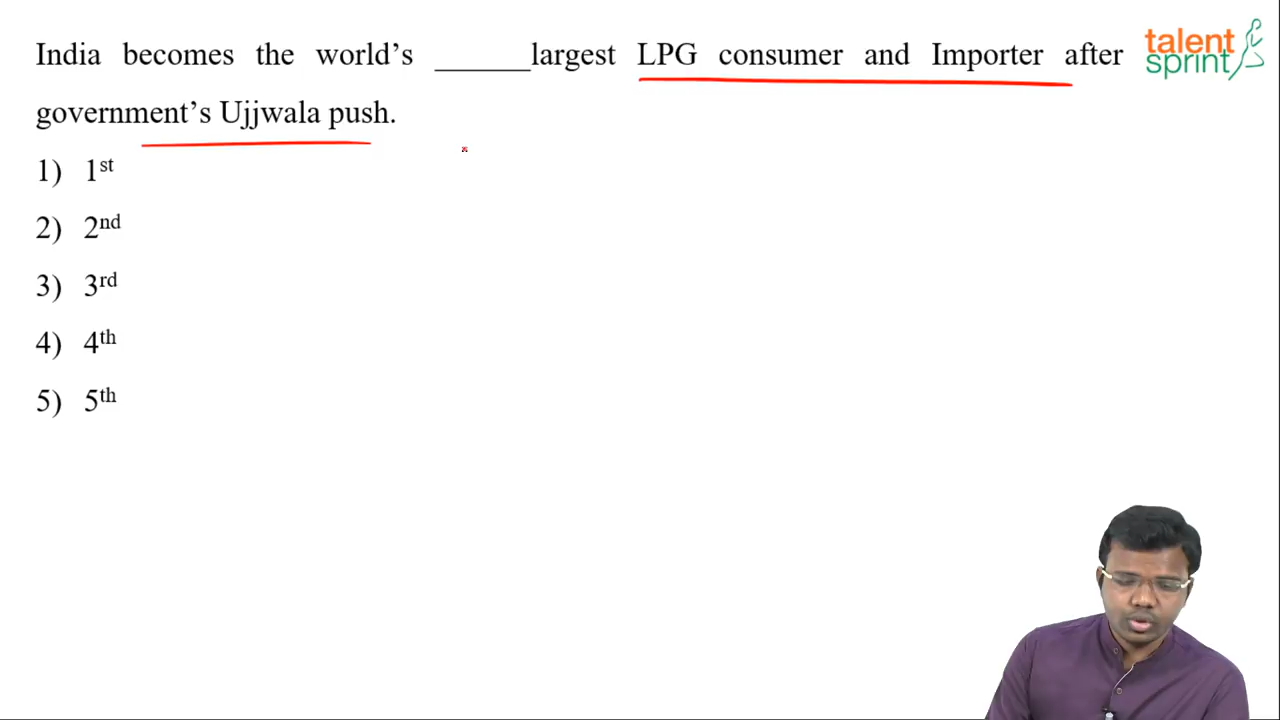 India becomes the world's ______largest LPG consumer and Importer after
government's Ujjwala push.
1) 1st
2) 2nd
3) 3rd
4) 4th
5) 5th
talent
sprint